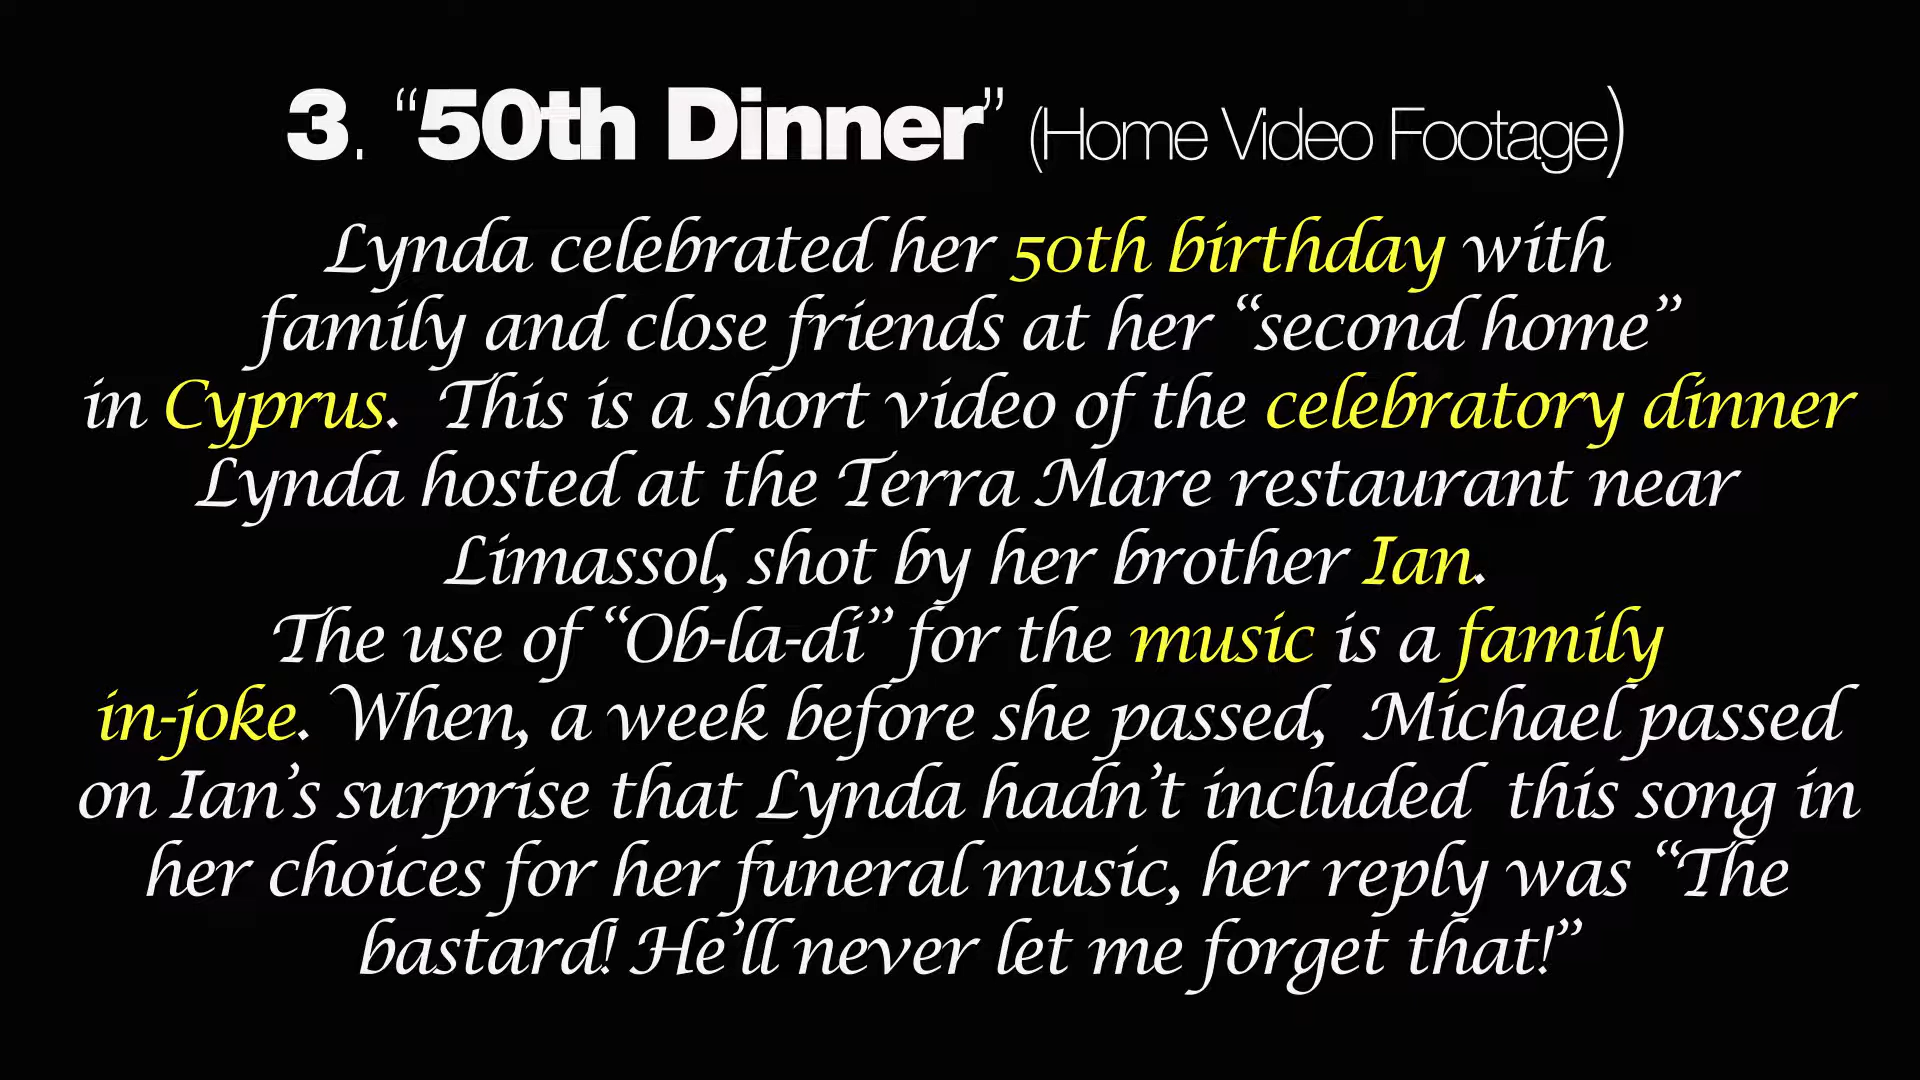 3. “50th Dinner” (Home Video Footage)
Lynda celebrated her 50th birthday with
family and close friends at her “second home”
in Cyprus.  This is a short video of the celebratory dinner
Lynda hosted at the Terra Mare restaurant near
Limassol, shot by her brother Ian.
The use of “Ob-la-di” for the music is a family
in-joke. When, a week before she passed,  Michael passed
on Ian’s surprise that Lynda hadn’t included  this song in
her choices for her funeral music, her reply was “The
bastard! He’ll never let me forget that!”